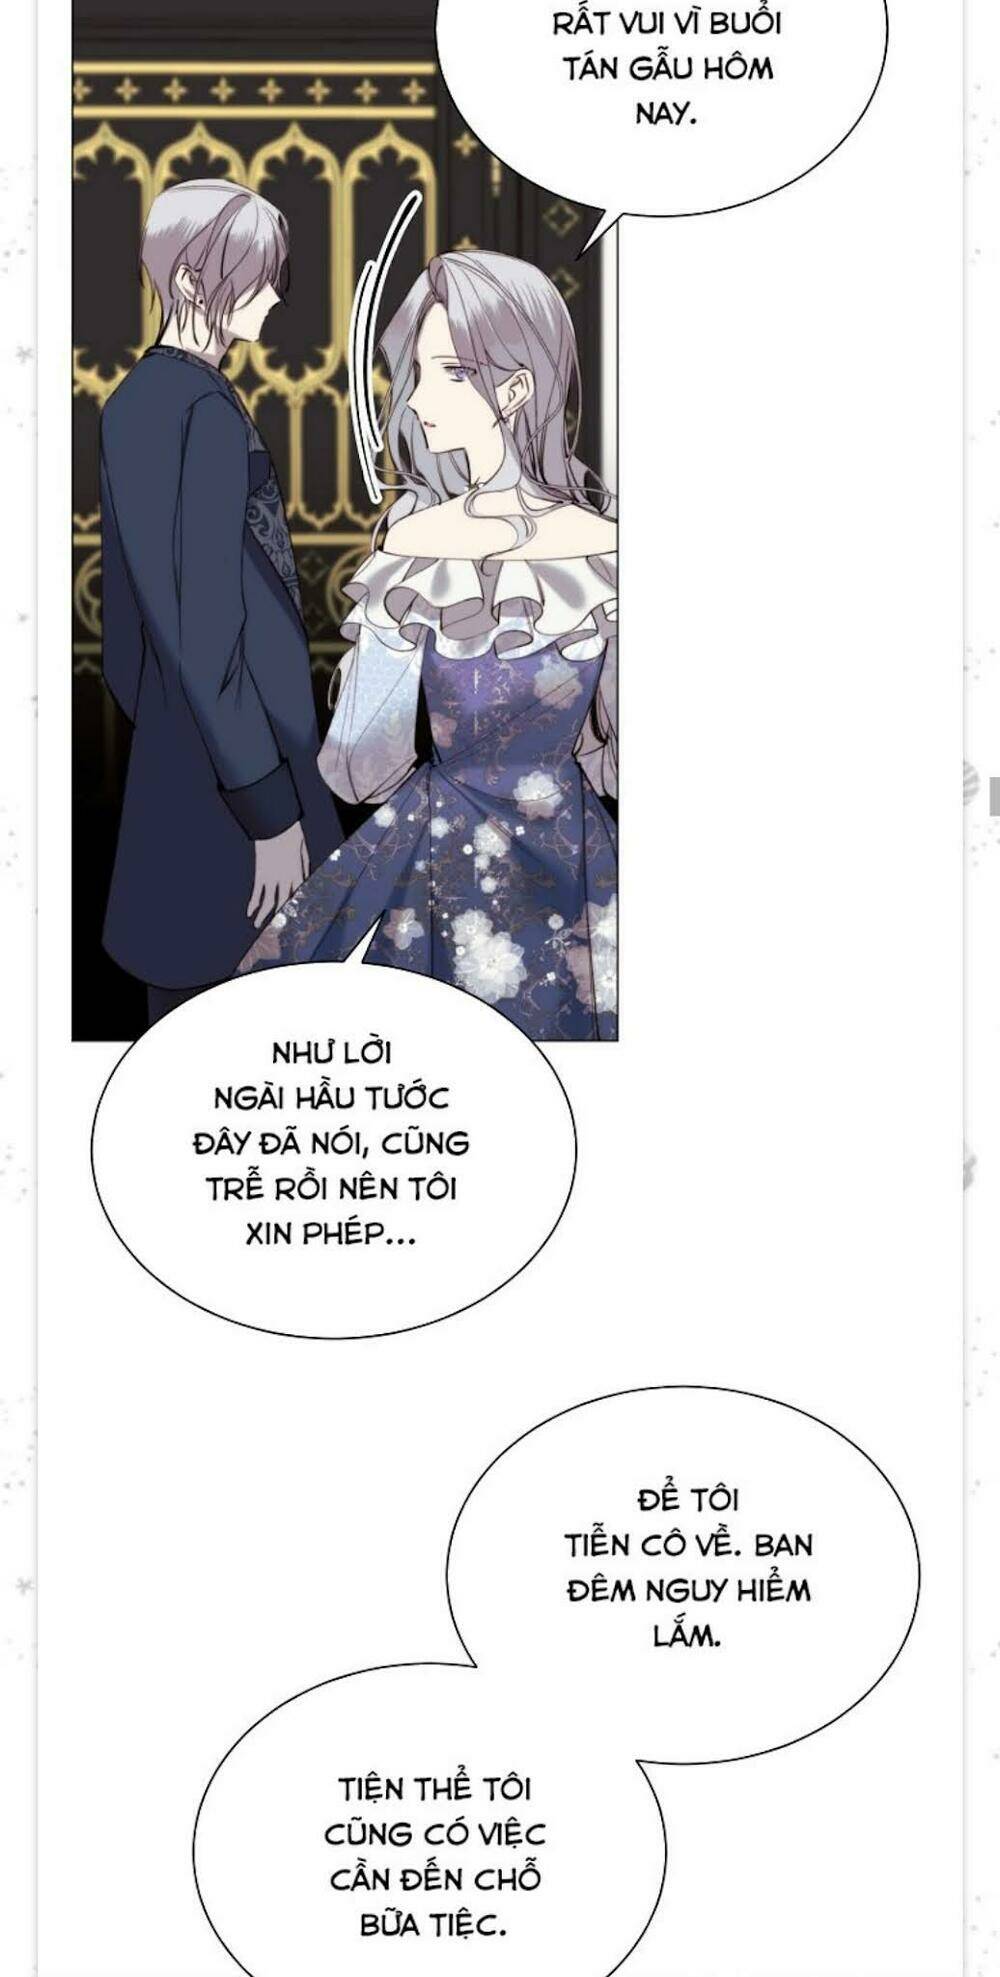 RẤT VUI VÌ BUỔI
TÁN GẪU HÔM
NAY.
NHƯ LỜI
NGÀI HẦU TƯỚC
ĐÂY ĐÃ NÓI, CŨNG
TRỄ RỒI NÊN TÔI
XIN PHÉP...
ĐỂ TÔI
TIỄN CÔ VỀ. BAN
ĐÊM NGUY HIỂM
LẮM.
TIỆN THỂ TÔI
CŨNG CÓ VIỆC
CẦN ĐẾN CHỖ
BỮA TIỆC.